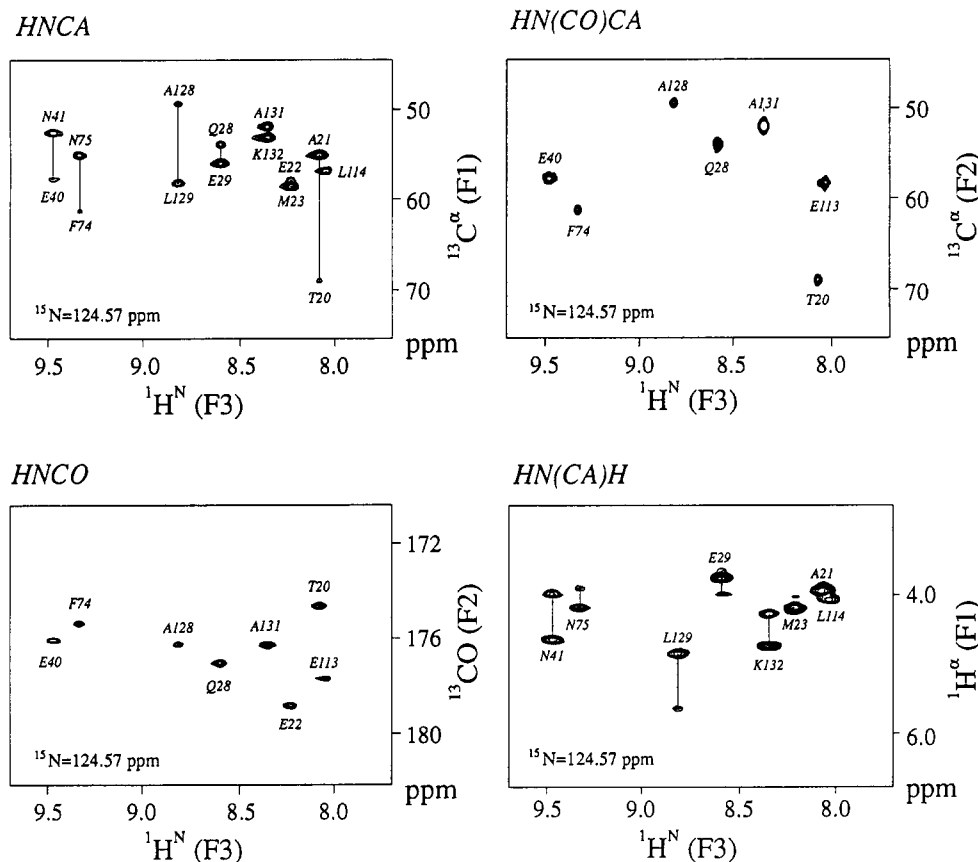 HNCA
A128
N41
N75
Q28
A131
A21
K132
E22
L114
E40
F74
L129
E29
M23
T20
50
60
70
ppm
¹³Cᵅ (F1)
¹⁵N=124.57 ppm
9.5 9.0 8.5 8.0
¹Hᴺ (F3)
HN(CO)CA
A128
A131
Q28
E40
F74
E113
T20
50
60
70
ppm
¹³Cᵅ (F2)
¹⁵N=124.57 ppm
9.5 9.0 8.5 8.0
¹Hᴺ (F3)
HNCO
T20
F74
E40
A128
A131
Q28
E113
E22
172
176
180
ppm
¹³CO (F2)
¹⁵N=124.57 ppm
9.5 9.0 8.5 8.0
¹Hᴺ (F3)
HN(CA)H
E29
A21
N75
M23
L114
N41
L129
K132
4.0
6.0
ppm
¹Hᵅ (F1)
¹⁵N=124.57 ppm
9.5 9.0 8.5 8.0
¹Hᴺ (F3)